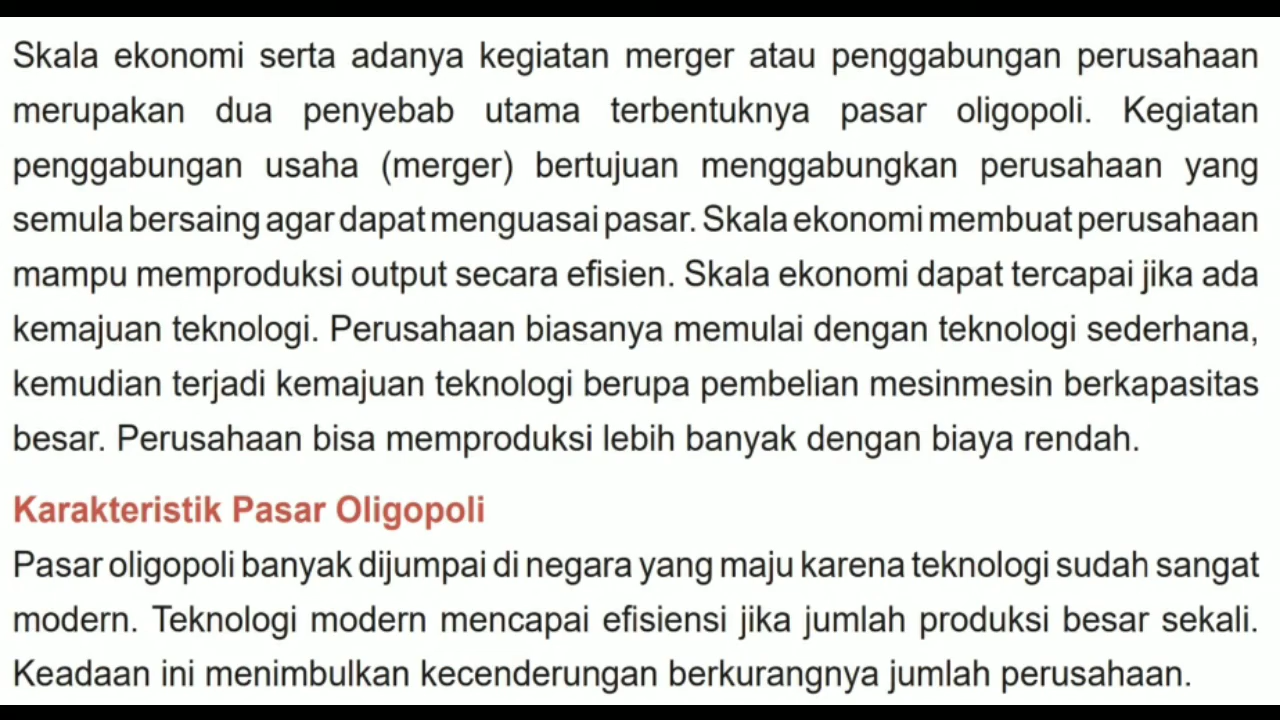 Skala ekonomi serta adanya kegiatan merger atau penggabungan perusahaan
merupakan dua penyebab utama terbentuknya pasar oligopoli. Kegiatan
penggabungan usaha (merger) bertujuan menggabungkan perusahaan yang
semula bersaing agar dapat menguasai pasar. Skala ekonomi membuat perusahaan
mampu memproduksi output secara efisien. Skala ekonomi dapat tercapai jika ada
kemajuan teknologi. Perusahaan biasanya memulai dengan teknologi sederhana,
kemudian terjadi kemajuan teknologi berupa pembelian mesinmesin berkapasitas
besar. Perusahaan bisa memproduksi lebih banyak dengan biaya rendah.
Karakteristik Pasar Oligopoli
Pasar oligopoli banyak dijumpai di negara yang maju karena teknologi sudah sangat
modern. Teknologi modern mencapai efisiensi jika jumlah produksi besar sekali.
Keadaan ini menimbulkan kecenderungan berkurangnya jumlah perusahaan.